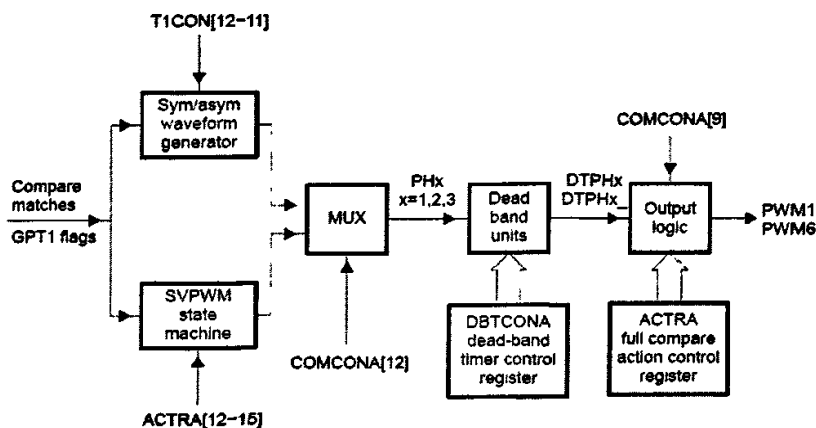 T1CON[12-11]
Sym/asym
waveform
generator
COMCONA[9]
Compare
matches
GPT1 flags
MUX
PHx
x=1,2,3
Dead
band
units
DTPHx
DTPHx_
Output
logic
PWM1
PWM6
SVPWM
state
machine
COMCONA[12]
DBTCONA
dead-band
timer control
register
ACTRA
full compare
action control
register
ACTRA[12-15]